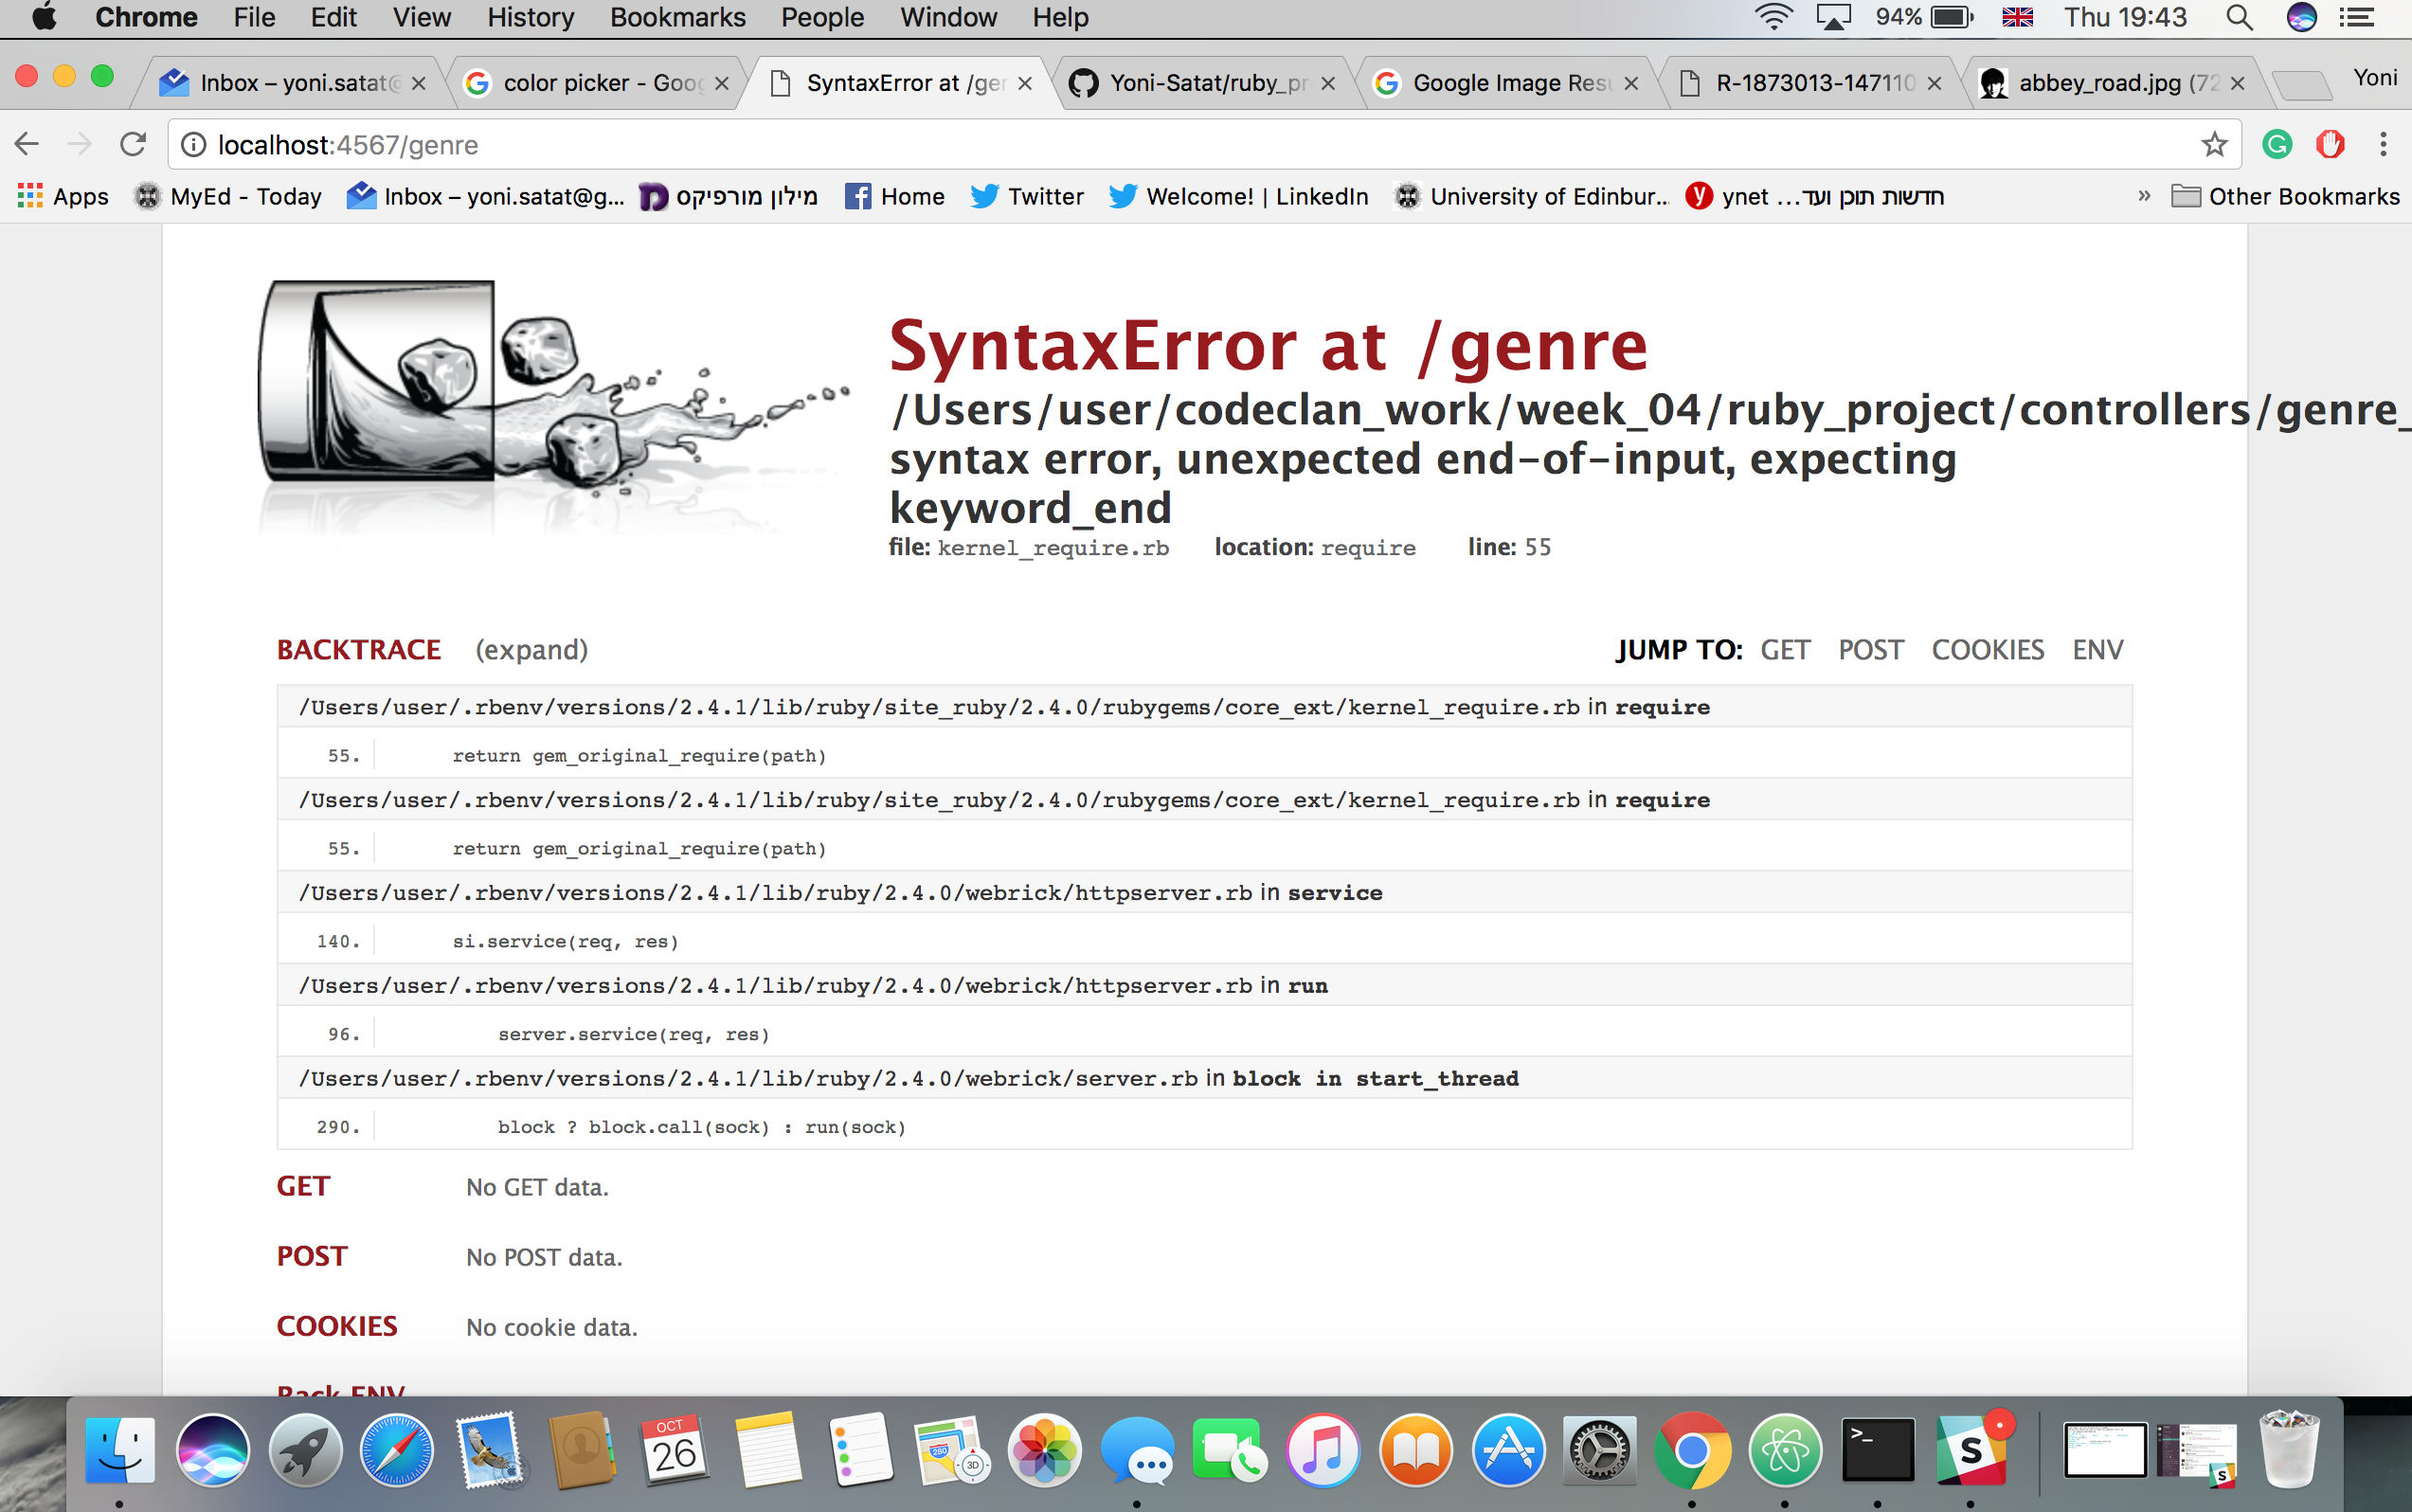 Chrome File Edit View History Bookmarks People Window Help 94% Thu 19:43
Inbox – yoni.satat@ color picker - Goog SyntaxError at /gen Yoni-Satat/ruby_pr Google Image Resu R-1873013-147110 abbey_road.jpg (72 Yoni
localhost:4567/genre
Apps MyEd - Today Inbox – yoni.satat@g... מילון מורפיקס Home Twitter Welcome! | LinkedIn University of Edinbur... ynet חדשות תוכן ועד... » Other Bookmarks
SyntaxError at /genre
/Users/user/codeclan_work/week_04/ruby_project/controllers/genre_
syntax error, unexpected end-of-input, expecting
keyword_end
file: kernel_require.rb location: require line: 55
BACKTRACE (expand) JUMP TO: GET POST COOKIES ENV
/Users/user/.rbenv/versions/2.4.1/lib/ruby/site_ruby/2.4.0/rubygems/core_ext/kernel_require.rb in require
55. return gem_original_require(path)
/Users/user/.rbenv/versions/2.4.1/lib/ruby/site_ruby/2.4.0/rubygems/core_ext/kernel_require.rb in require
55. return gem_original_require(path)
/Users/user/.rbenv/versions/2.4.1/lib/ruby/2.4.0/webrick/httpserver.rb in service
140. si.service(req, res)
/Users/user/.rbenv/versions/2.4.1/lib/ruby/2.4.0/webrick/httpserver.rb in run
96. server.service(req, res)
/Users/user/.rbenv/versions/2.4.1/lib/ruby/2.4.0/webrick/server.rb in block in start_thread
290. block ? block.call(sock) : run(sock)
GET No GET data.
POST No POST data.
COOKIES No cookie data.
Rack ENV
OCT
26
280
3D
>_
S
S